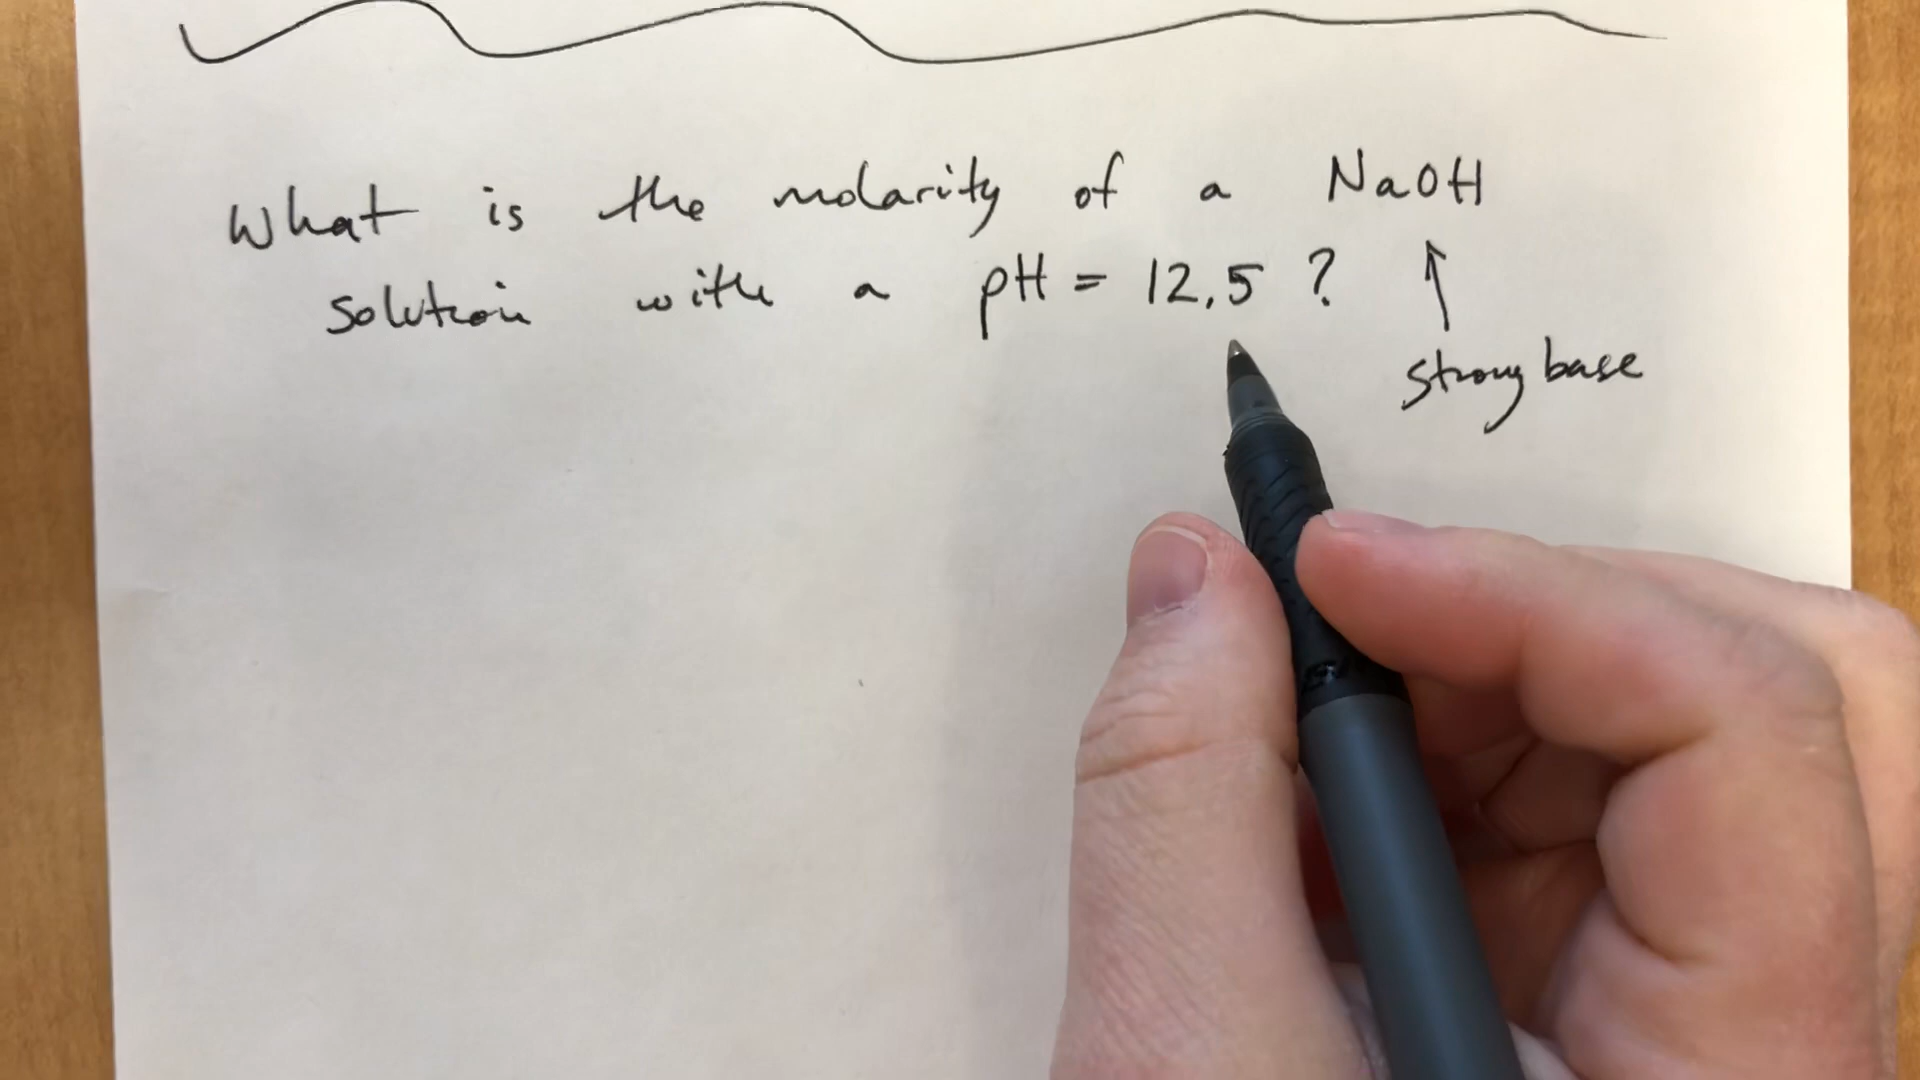 What is the molarity of a NaOH
solution with a pH = 12.5 ?
↑
strong base